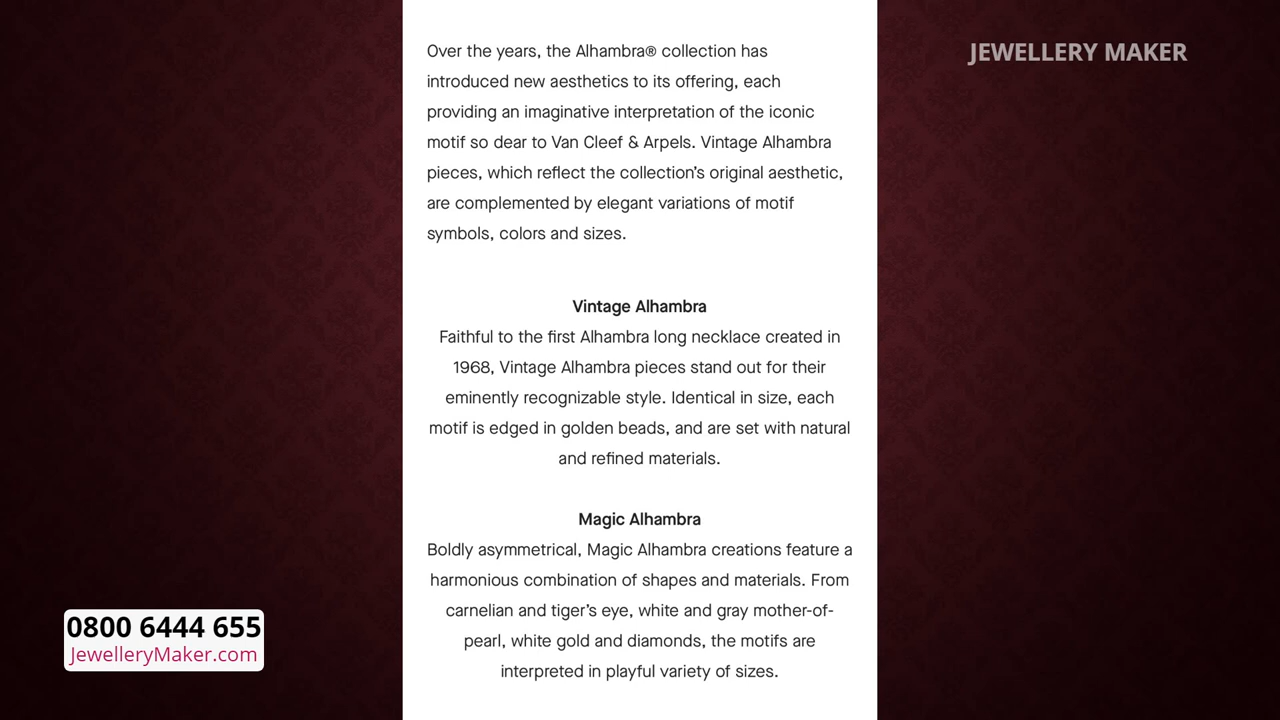 JEWELLERY MAKER
Over the years, the Alhambra® collection has
introduced new aesthetics to its offering, each
providing an imaginative interpretation of the iconic
motif so dear to Van Cleef & Arpels. Vintage Alhambra
pieces, which reflect the collection’s original aesthetic,
are complemented by elegant variations of motif
symbols, colors and sizes.
Vintage Alhambra
Faithful to the first Alhambra long necklace created in
1968, Vintage Alhambra pieces stand out for their
eminently recognizable style. Identical in size, each
motif is edged in golden beads, and are set with natural
and refined materials.
Magic Alhambra
Boldly asymmetrical, Magic Alhambra creations feature a
harmonious combination of shapes and materials. From
carnelian and tiger’s eye, white and gray mother-of-
pearl, white gold and diamonds, the motifs are
interpreted in playful variety of sizes.
0800 6444 655
JewelleryMaker.com